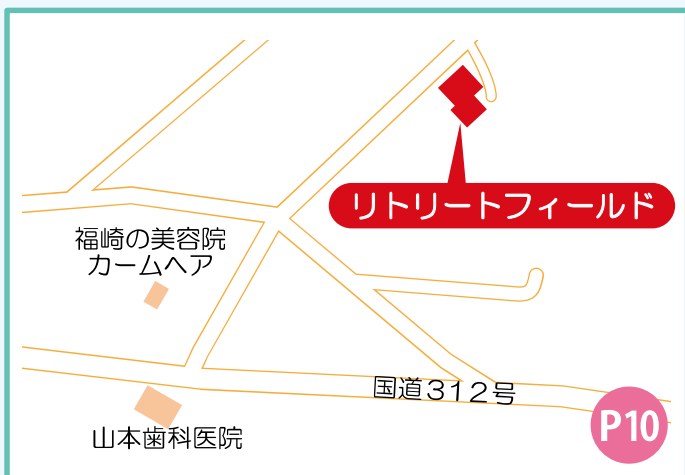 リトリートフィールド
福崎の美容院
カームヘア
国道312号
山本歯科医院
P10